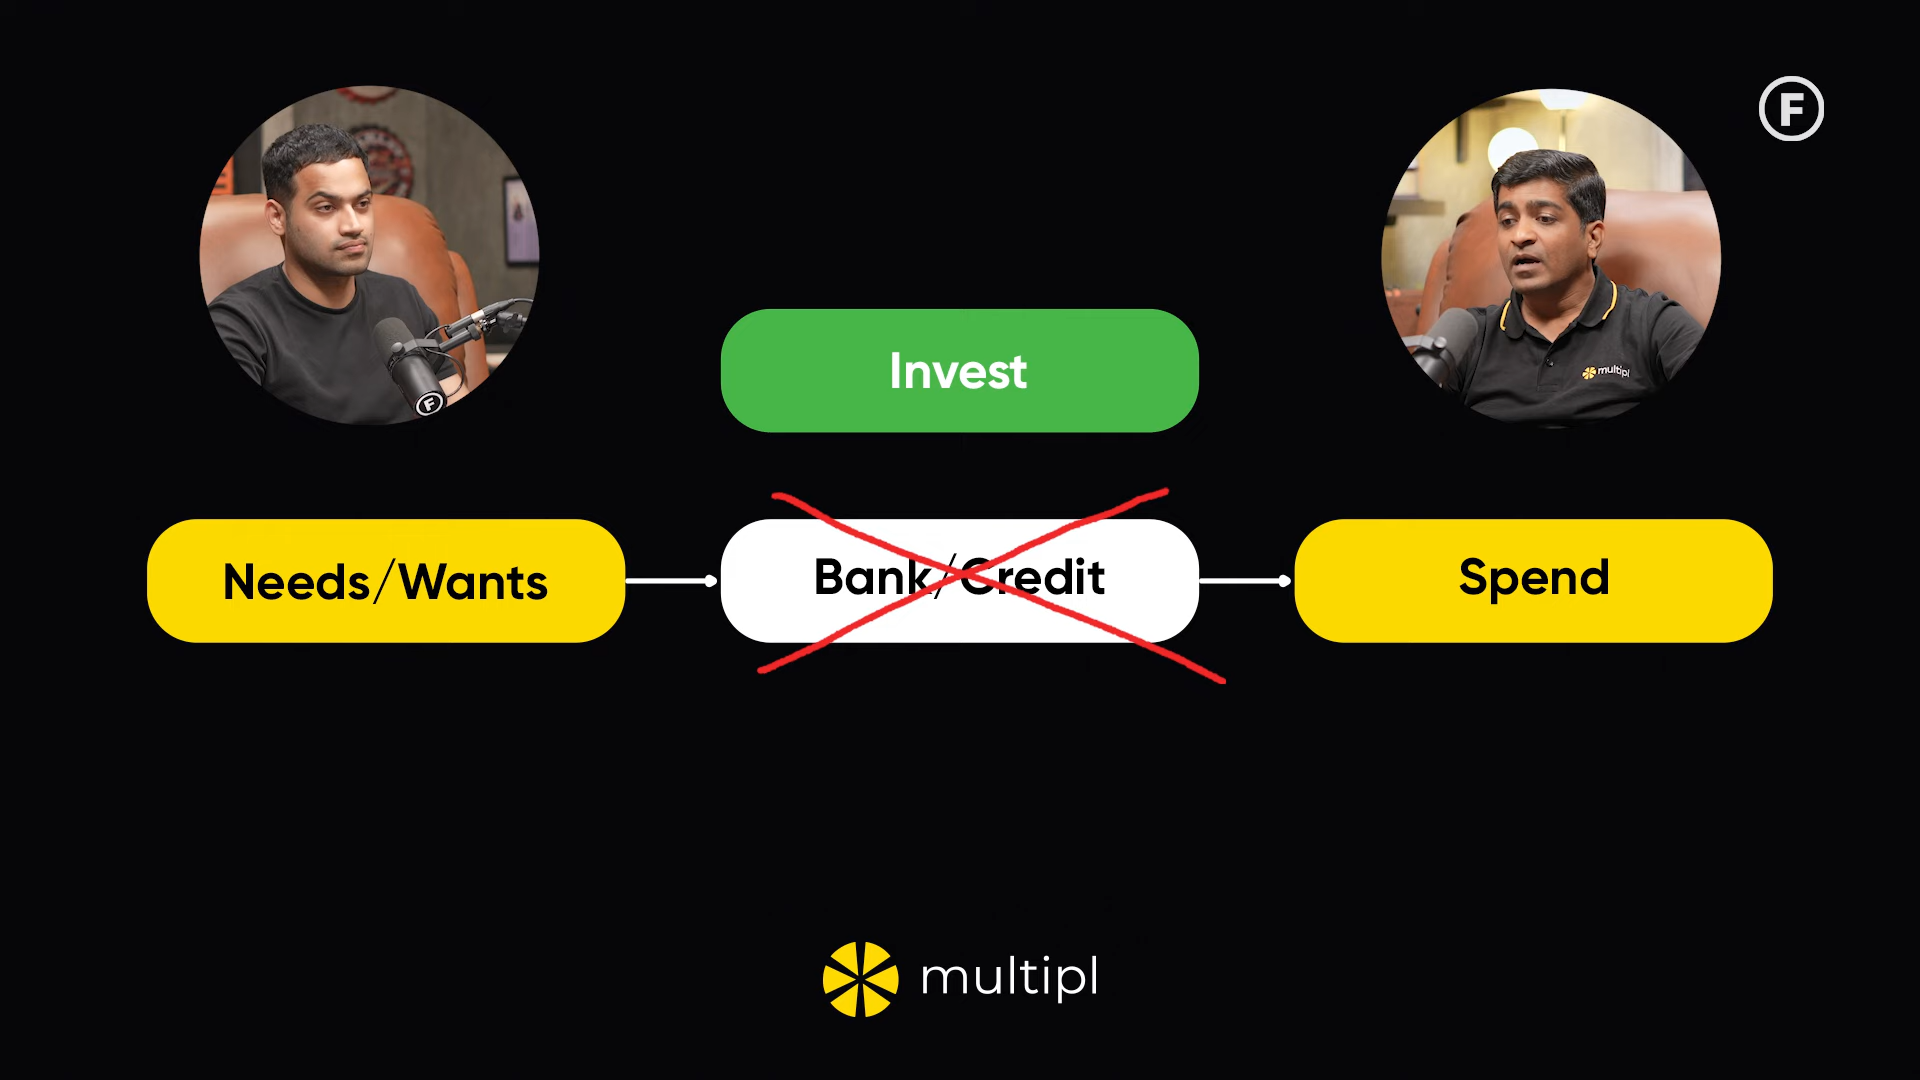 F
multipl
F
Invest
Needs/Wants
Bank/Credit
Spend
multipl